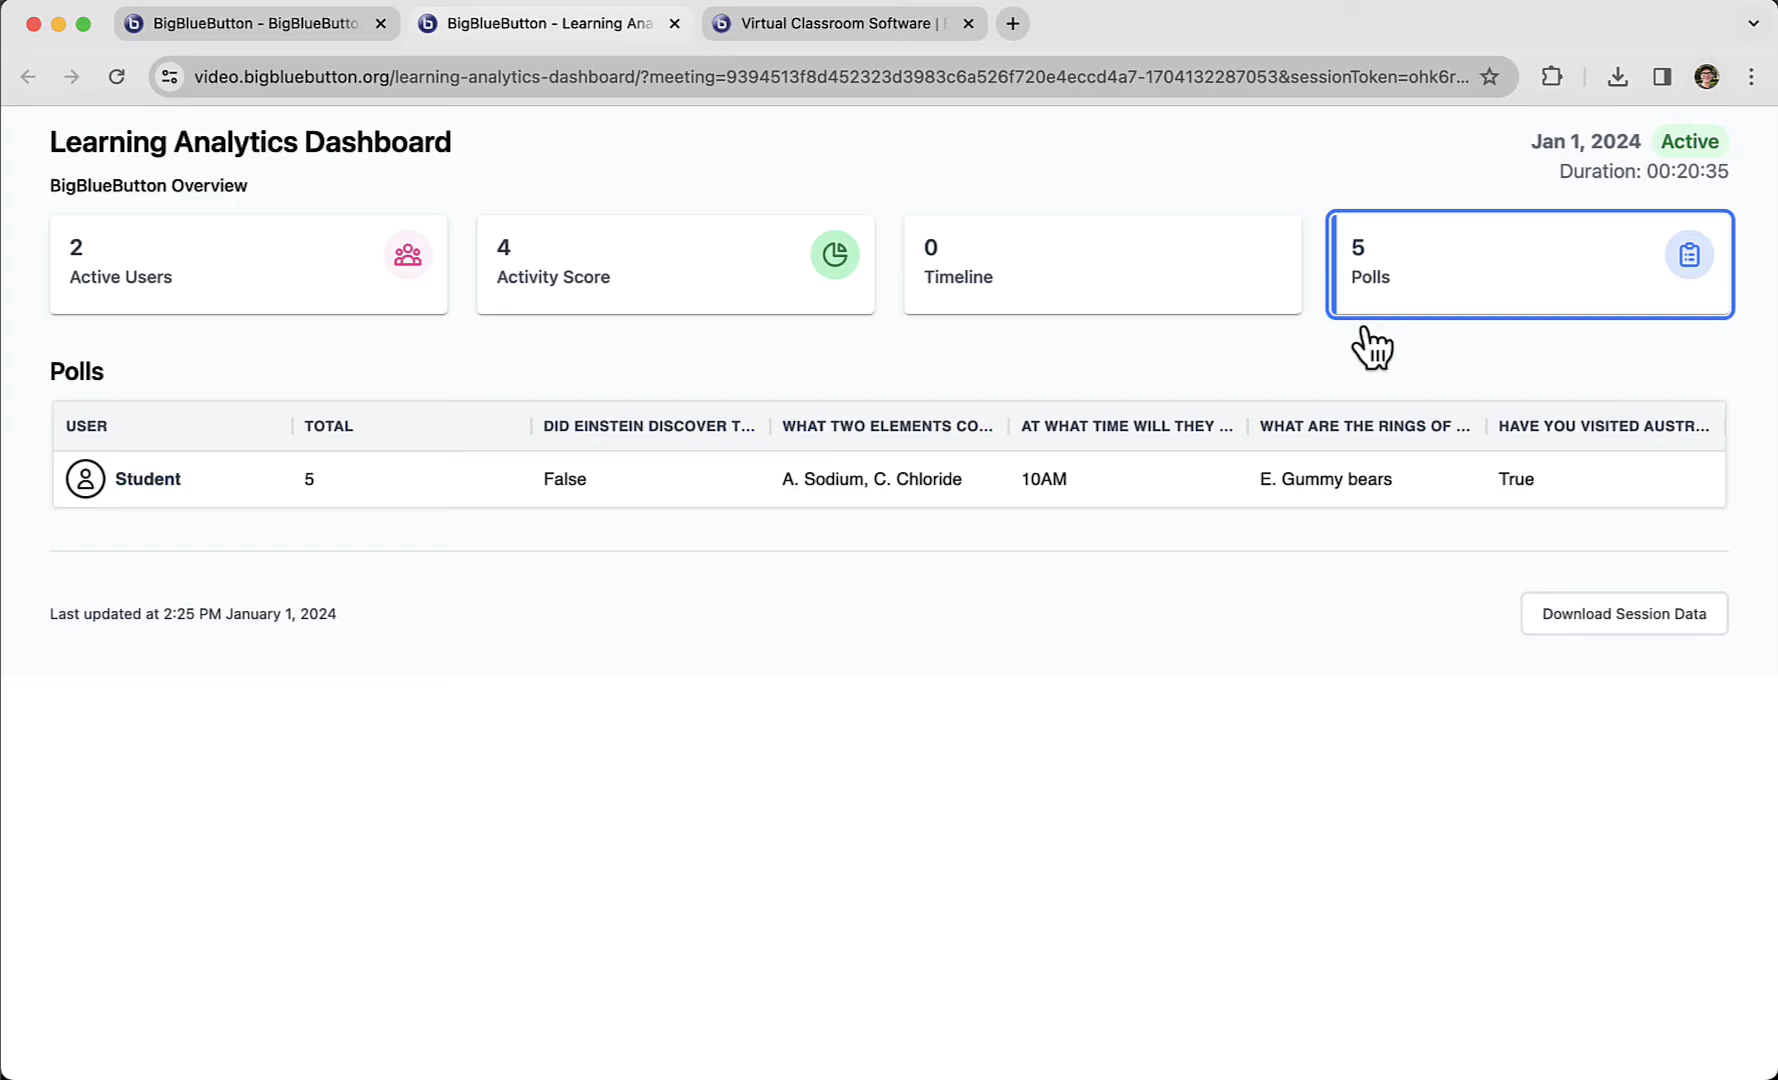 BigBlueButton - BigBlueButto
BigBlueButton - Learning Ana
Virtual Classroom Software |
video.bigbluebutton.org/learning-analytics-dashboard/?meeting=9394513f8d452323d3983c6a526f720e4eccd4a7-1704132287053&sessionToken=ohk6r...
Learning Analytics Dashboard
Jan 1, 2024 Active
BigBlueButton Overview
Duration: 00:20:35
2
Active Users
4
Activity Score
0
Timeline
5
Polls
Polls
USER TOTAL DID EINSTEIN DISCOVER T... WHAT TWO ELEMENTS CO... AT WHAT TIME WILL THEY ... WHAT ARE THE RINGS OF ... HAVE YOU VISITED AUSTR...
Student 5 False A. Sodium, C. Chloride 10AM E. Gummy bears True
Last updated at 2:25 PM January 1, 2024
Download Session Data